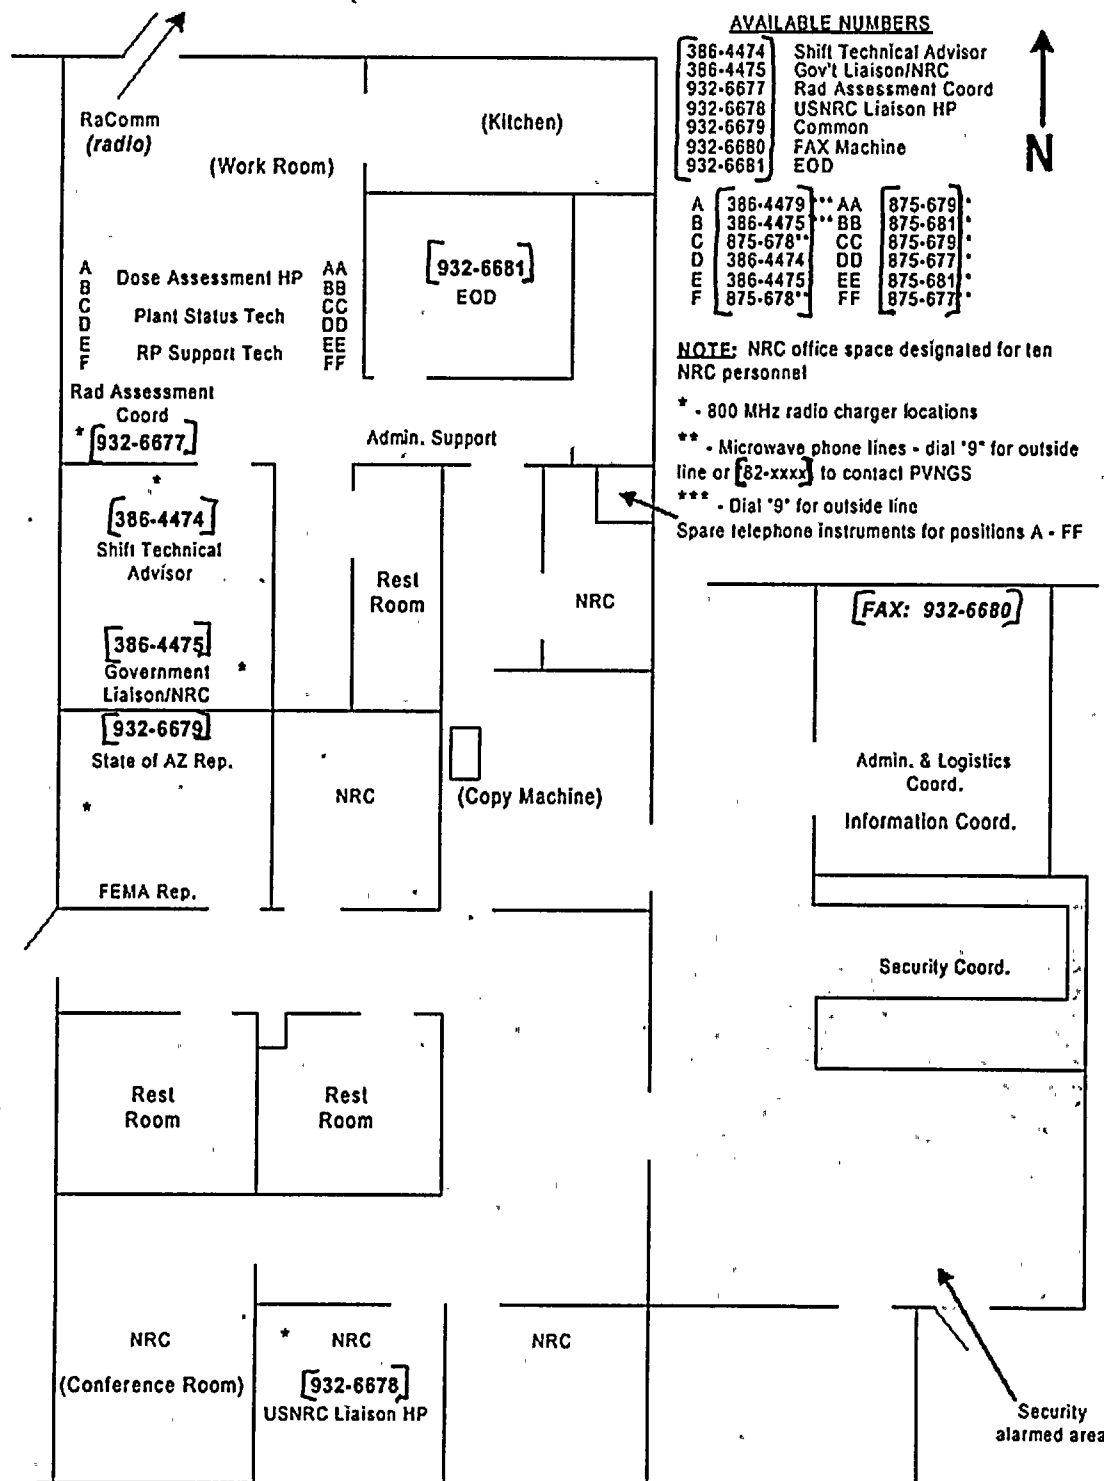 AVAILABLE NUMBERS
[386-4474] Shift Technical Advisor
[386-4475] Gov't Liaison/NRC
[932-6677] Rad Assessment Coord
[932-6678] USNRC Liaison HP
[932-6679] Common
[932-6680] FAX Machine
[932-6681] EOD
N
A [386-4479]*** AA [875-679]*
B [386-4475]*** BB [875-681]*
C [875-678]** CC [875-679]*
D [386-4474] DD [875-677]*
E [386-4475] EE [875-681]*
F [875-678]** FF [875-677]*
NOTE: NRC office space designated for ten
NRC personnel
* - 800 MHz radio charger locations
** - Microwave phone lines - dial "9" for outside
line or [82-xxxx] to contact PVNGS
*** - Dial "9" for outside line
Spare telephone instruments for positions A - FF
RaComm
(radio)
(Work Room)
(Kitchen)
[932-6681]
EOD
A Dose Assessment HP AA
B BB
C Plant Status Tech CC
D DD
E RP Support Tech EE
F FF
Rad Assessment
Coord
* [932-6677]
Admin. Support
*
[386-4474]
Shift Technical
Advisor
[386-4475]
Government *
Liaison/NRC
Rest
Room
NRC
[932-6679]
State of AZ Rep.
*
FEMA Rep.
NRC
(Copy Machine)
[FAX: 932-6680]
Admin. & Logistics
Coord.
Information Coord.
Security Coord.
Rest
Room
Rest
Room
NRC
(Conference Room)
* NRC
[932-6678]
USNRC Liaison HP
NRC
Security
alarmed area